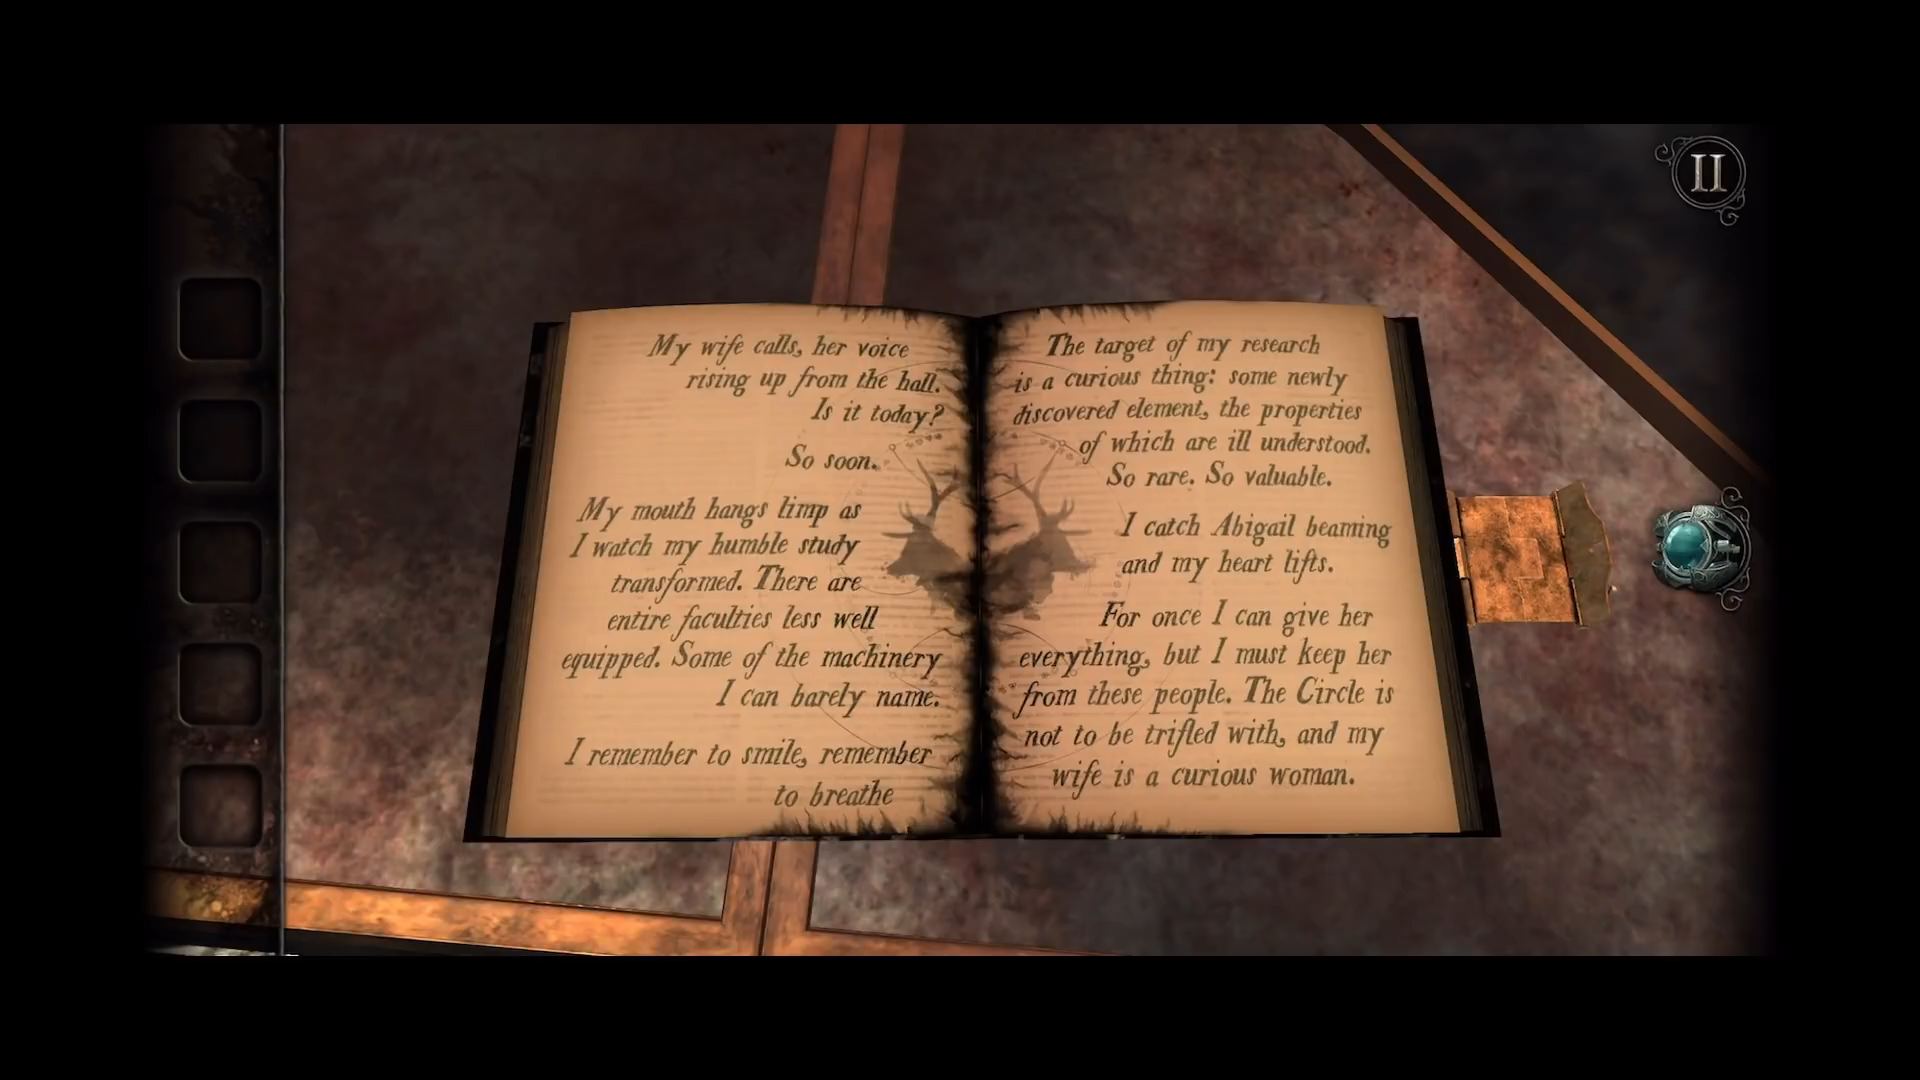 My wife calls, her voice
rising up from the hall.
Is it today?
So soon.
My mouth hangs limp as
I watch my humble study
transformed. There are
entire faculties less well
equipped. Some of the machinery
I can barely name.
I remember to smile, remember
to breathe
The target of my research
is a curious thing: some newly
discovered element, the properties
of which are ill understood.
So rare. So valuable.
I catch Abigail beaming
and my heart lifts.
For once I can give her
everything, but I must keep her
from these people. The Circle is
not to be trifled with, and my
wife is a curious woman.
II